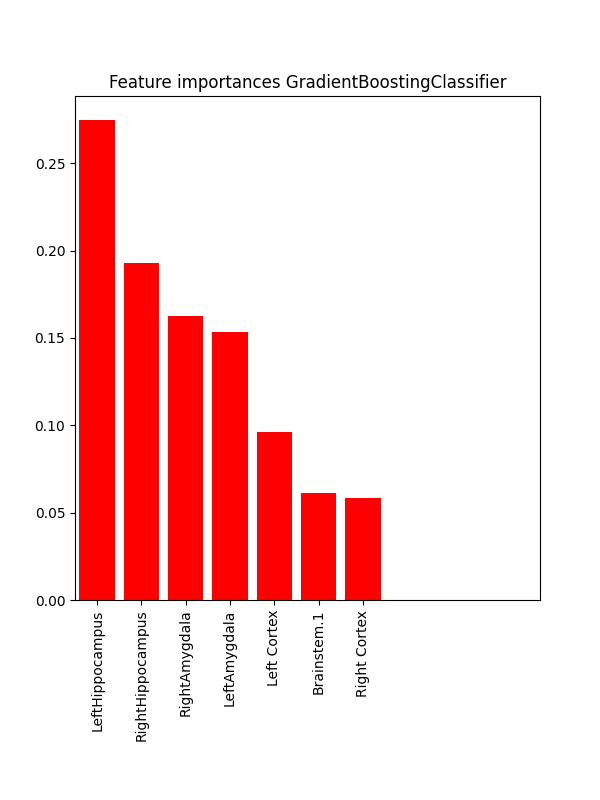 Feature importances GradientBoostingClassifier
0.25
0.20
0.15
0.10
0.05
0.00
LeftHippocampus
RightHippocampus
RightAmygdala
LeftAmygdala
Left Cortex
Brainstem.1
Right Cortex